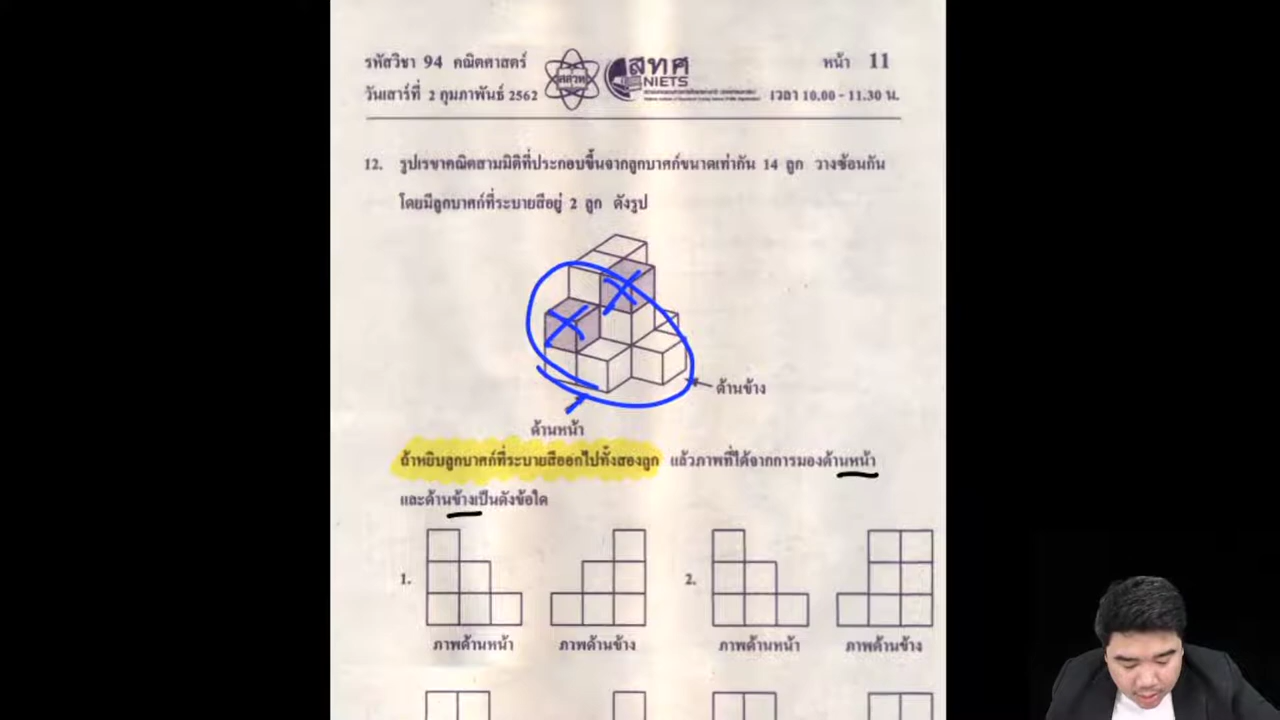 รหัสวิชา 94 คณิตศาสตร์
วันเสาร์ที่ 2 กุมภาพันธ์ 2562
สสวท
สทศ
NIETS
หน้า 11
เวลา 10.00 - 11.30 น.
12. รูปเรขาคณิตสามมิติที่ประกอบขึ้นจากลูกบาศก์ขนาดเท่ากัน 14 ลูก วางซ้อนกัน
โดยมีลูกบาศก์ที่ระบายสีอยู่ 2 ลูก ดังรูป
ด้านข้าง
ด้านหน้า
ถ้าหยิบลูกบาศก์ที่ระบายสีออกไปทั้งสองลูก แล้วภาพที่ได้จากการมองด้านหน้า
และด้านข้างเป็นดังข้อใด
1.
2.
ภาพด้านหน้า ภาพด้านข้าง ภาพด้านหน้า ภาพด้านข้าง